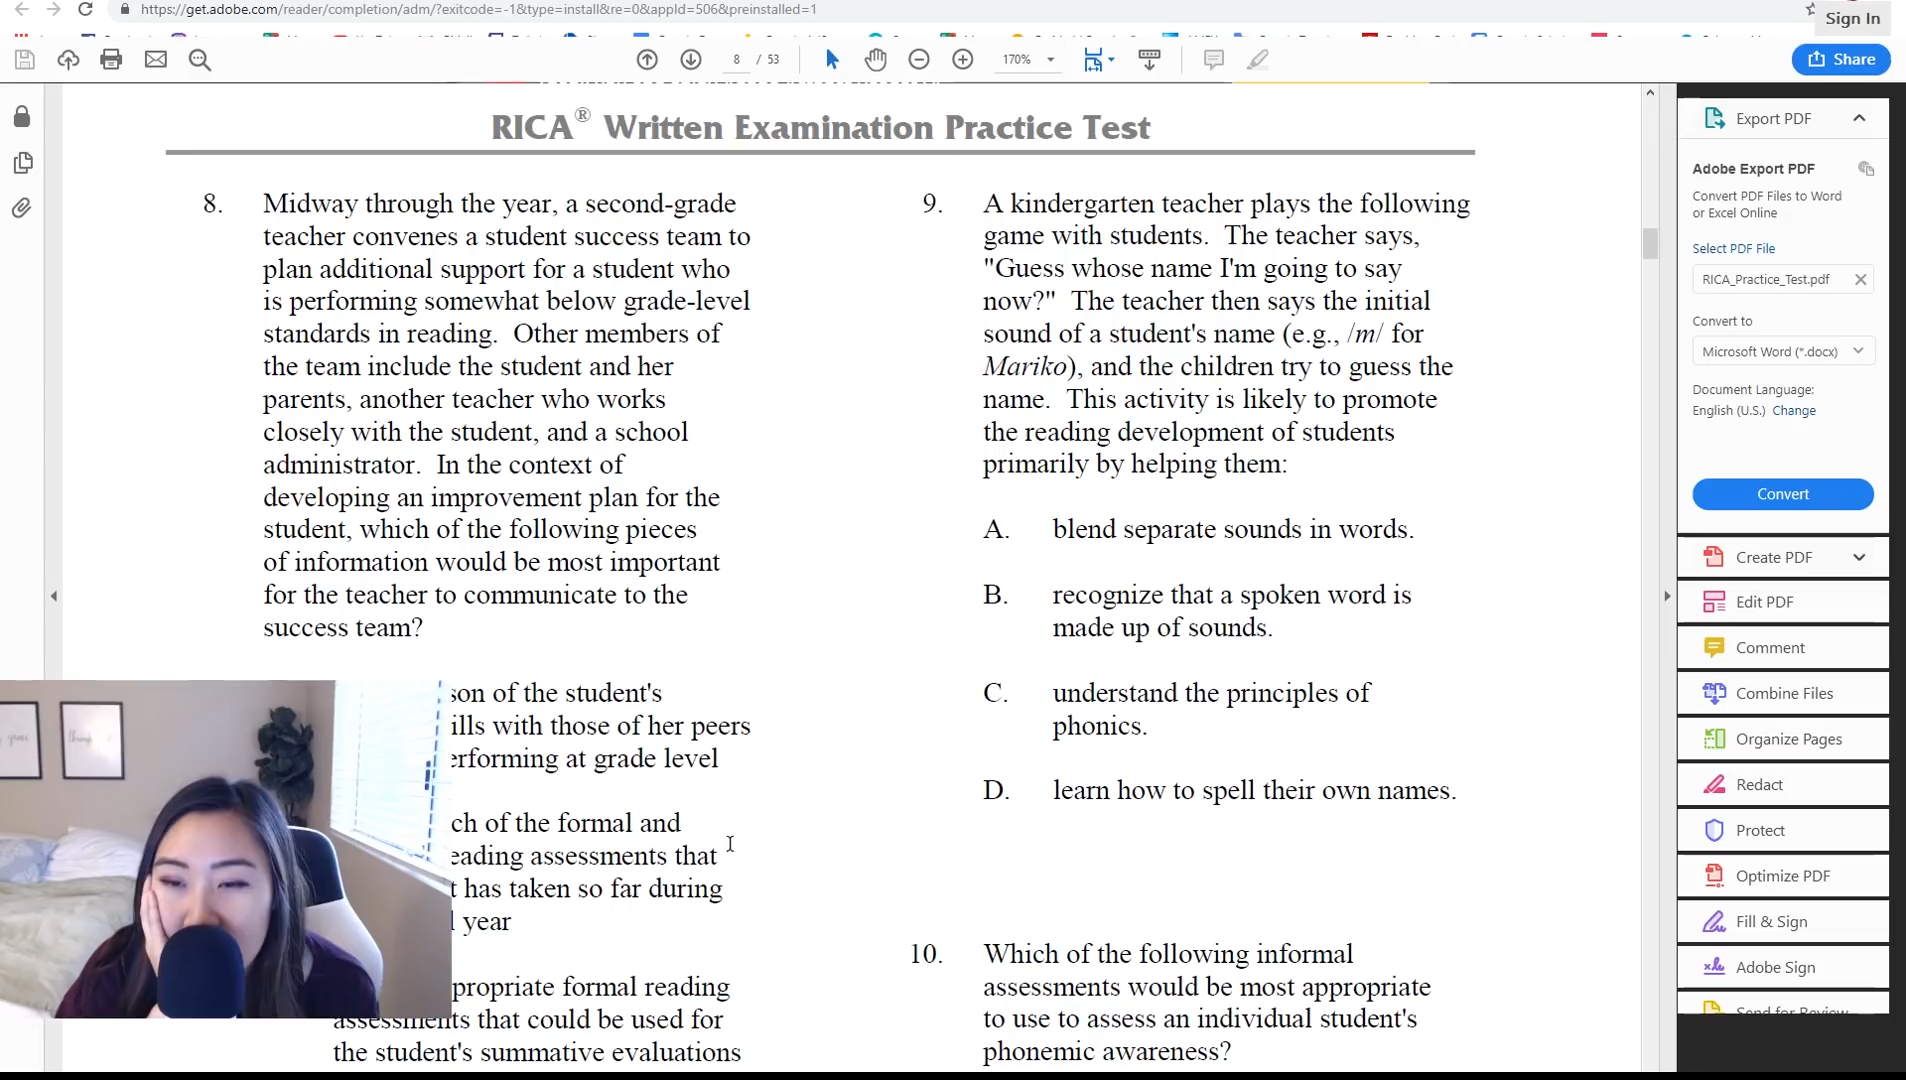 https://get.adobe.com/reader/completion/adm/?exitcode=-1&type=install&re=0&appId=506&preinstalled=1
Sign In
8 / 53
170%
Share
RICA® Written Examination Practice Test
8. Midway through the year, a second-grade
teacher convenes a student success team to
plan additional support for a student who
is performing somewhat below grade-level
standards in reading. Other members of
the team include the student and her
parents, another teacher who works
closely with the student, and a school
administrator. In the context of
developing an improvement plan for the
student, which of the following pieces
of information would be most important
for the teacher to communicate to the
success team?
son of the student's
ills with those of her peers
erforming at grade level
ch of the formal and
eading assessments that
t has taken so far during
year
propriate formal reading
assessments that could be used for
the student's summative evaluations
9. A kindergarten teacher plays the following
game with students. The teacher says,
"Guess whose name I'm going to say
now?" The teacher then says the initial
sound of a student's name (e.g., /m/ for
Mariko), and the children try to guess the
name. This activity is likely to promote
the reading development of students
primarily by helping them:
A. blend separate sounds in words.
B. recognize that a spoken word is
made up of sounds.
C. understand the principles of
phonics.
D. learn how to spell their own names.
10. Which of the following informal
assessments would be most appropriate
to use to assess an individual student's
phonemic awareness?
Export PDF
Adobe Export PDF
Convert PDF Files to Word
or Excel Online
Select PDF File
RICA_Practice_Test.pdf
Convert to
Microsoft Word (*.docx)
Document Language:
English (U.S.) Change
Convert
Create PDF
Edit PDF
Comment
Combine Files
Organize Pages
Redact
Protect
Optimize PDF
Fill & Sign
Adobe Sign
Send for Review